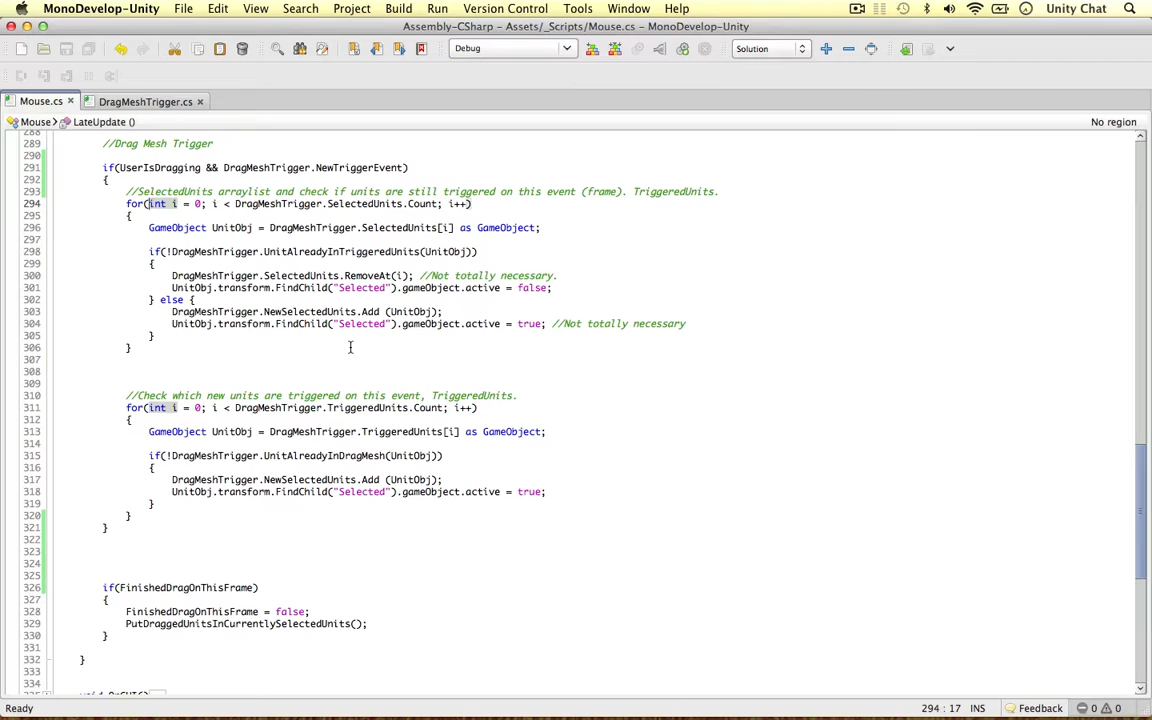 MonoDevelop-Unity File Edit View Search Project Build Run Version Control Tools Window Help Unity Chat
Assembly-CSharp - Assets/_Scripts/Mouse.cs - MonoDevelop-Unity
Debug Solution
Mouse.cs × DragMeshTrigger.cs ×
Mouse LateUpdate () No region
288
289 //Drag Mesh Trigger
290
291 if(UserIsDragging && DragMeshTrigger.NewTriggerEvent)
292 {
293 //SelectedUnits arraylist and check if units are still triggered on this event (frame). TriggeredUnits.
294 for(int i = 0; i < DragMeshTrigger.SelectedUnits.Count; i++)
295 {
296 GameObject UnitObj = DragMeshTrigger.SelectedUnits[i] as GameObject;
297
298 if(!DragMeshTrigger.UnitAlreadyInTriggeredUnits(UnitObj))
299 {
300 DragMeshTrigger.SelectedUnits.RemoveAt(i); //Not totally necessary.
301 UnitObj.transform.FindChild("Selected").gameObject.active = false;
302 } else {
303 DragMeshTrigger.NewSelectedUnits.Add (UnitObj);
304 UnitObj.transform.FindChild("Selected").gameObject.active = true; //Not totally necessary
305 }
306 }
307
308
309
310 //Check which new units are triggered on this event, TriggeredUnits.
311 for(int i = 0; i < DragMeshTrigger.TriggeredUnits.Count; i++)
312 {
313 GameObject UnitObj = DragMeshTrigger.TriggeredUnits[i] as GameObject;
314
315 if(!DragMeshTrigger.UnitAlreadyInDragMesh(UnitObj))
316 {
317 DragMeshTrigger.NewSelectedUnits.Add (UnitObj);
318 UnitObj.transform.FindChild("Selected").gameObject.active = true;
319 }
320 }
321 }
322
323
324
325
326 if(FinishedDragOnThisFrame)
327 {
328 FinishedDragOnThisFrame = false;
329 PutDraggedUnitsInCurrentlySelectedUnits();
330 }
331
332 }
333
334
void OnGUI()
Ready 294 : 17 INS Feedback 0 0